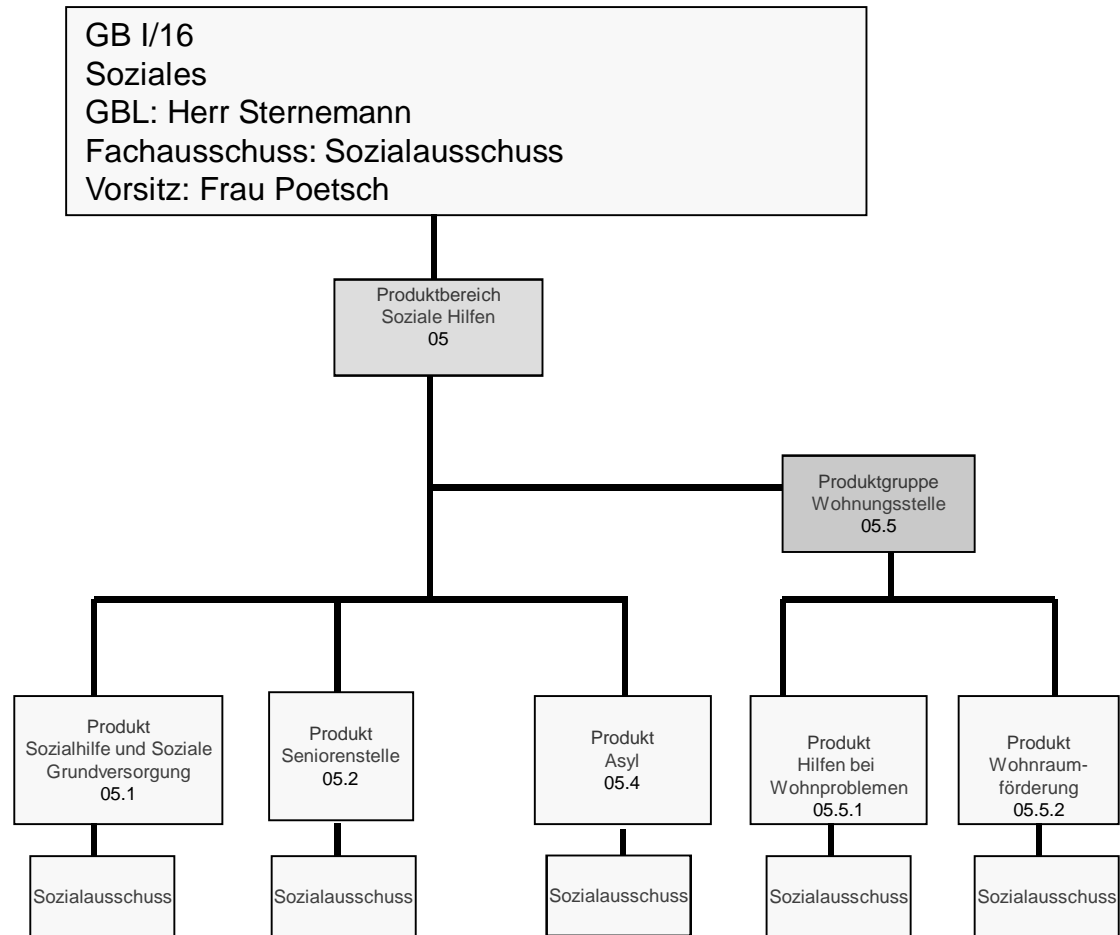 GB I/16
Soziales
GBL: Herr Sternemann
Fachausschuss: Sozialausschuss
Vorsitz: Frau Poetsch
Produktbereich
Soziale Hilfen
05
Produktgruppe
Wohnungsstelle
05.5
Produkt
Sozialhilfe und Soziale
Grundversorgung
05.1
Produkt
Seniorenstelle
05.2
Produkt
Asyl
05.4
Produkt
Hilfen bei
Wohnproblemen
05.5.1
Produkt
Wohnraum-
förderung
05.5.2
Sozialausschuss
Sozialausschuss
Sozialausschuss
Sozialausschuss
Sozialausschuss